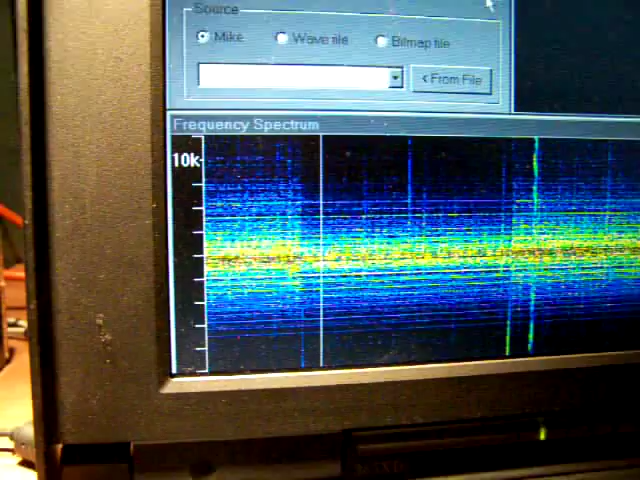 Source
Mike
Wave file
Bitmap file
< From File
Frequency Spectrum
10k